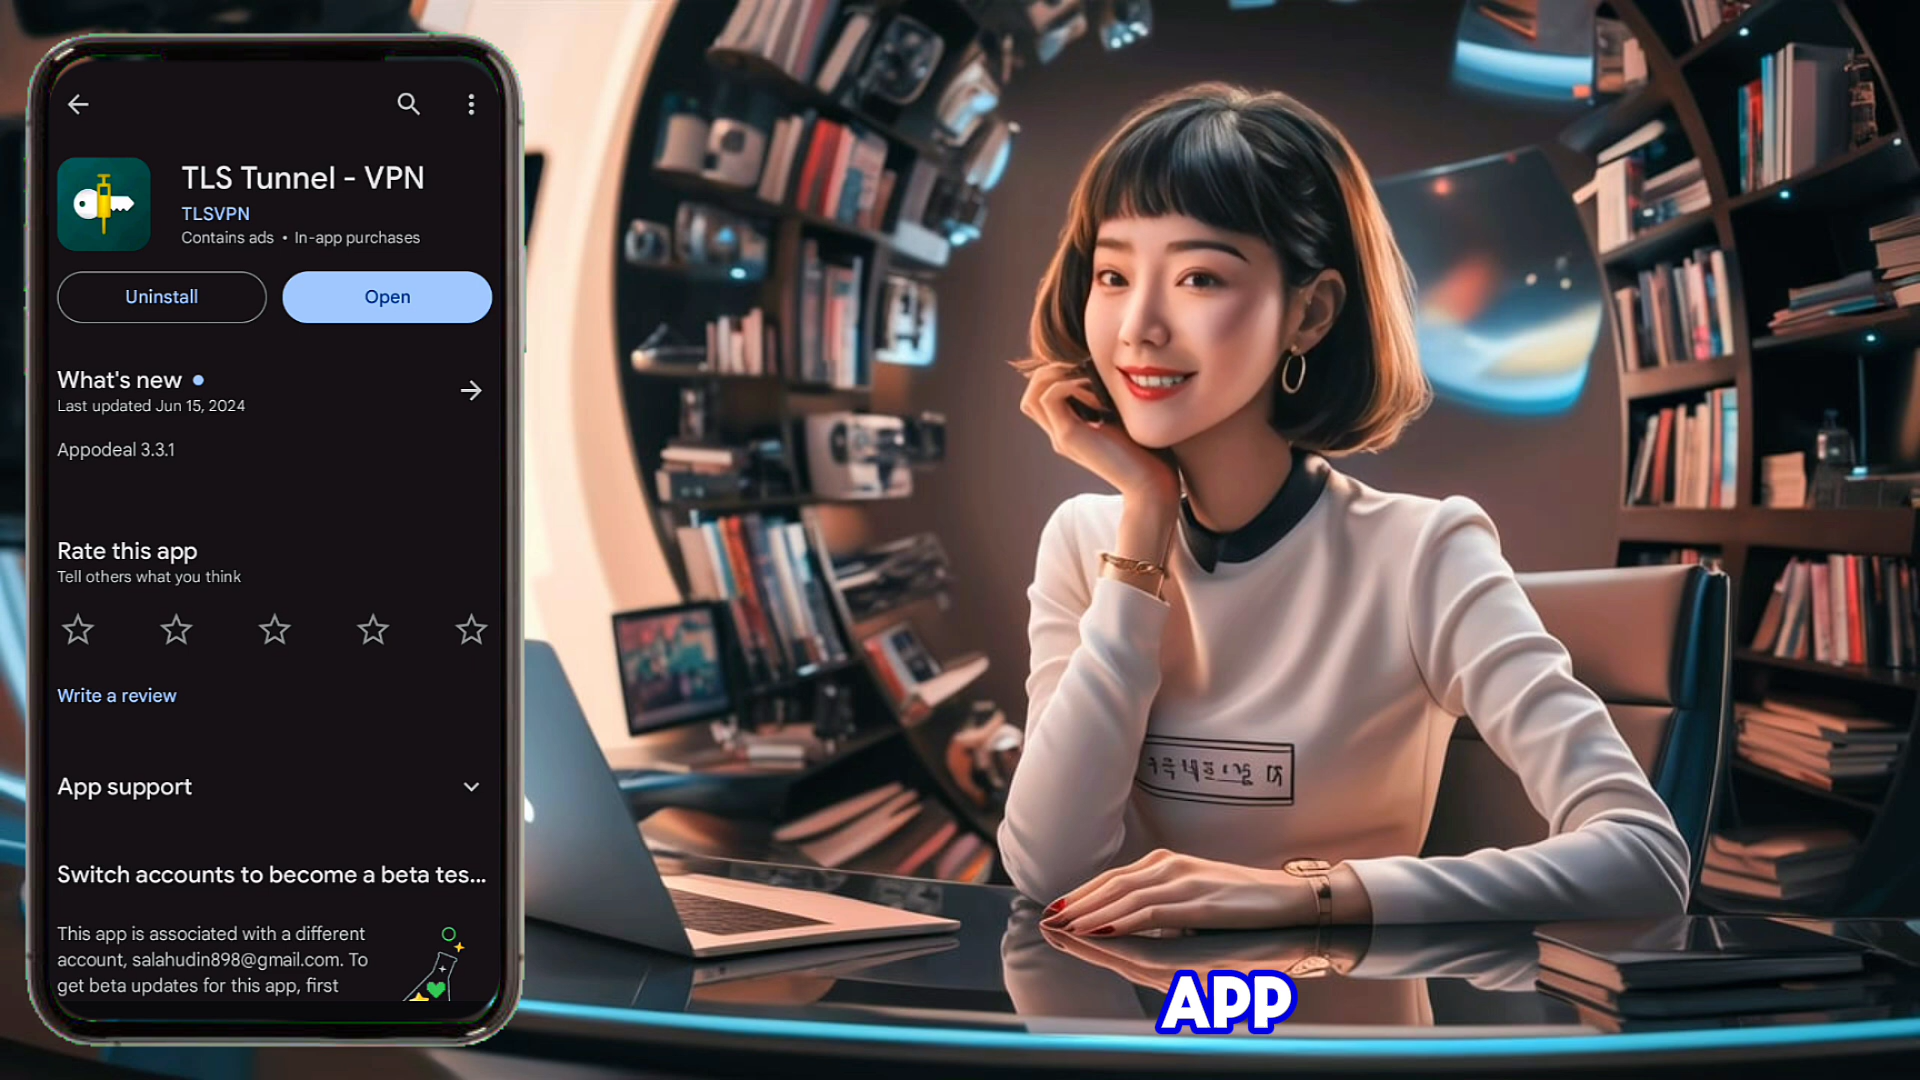 TLS Tunnel - VPN
TLSVPN
Contains ads • In-app purchases
Uninstall
Open
What's new
Last updated Jun 15, 2024
Appodeal 3.3.1
Rate this app
Tell others what you think
Write a review
App support
Switch accounts to become a beta tes...
This app is associated with a different
account, salahudin898@gmail.com. To
get beta updates for this app, first
APP